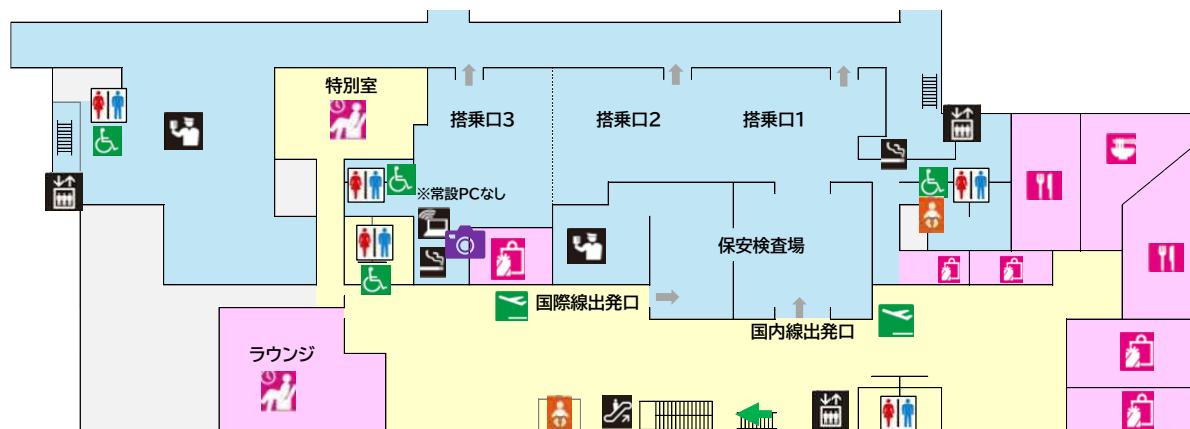 特別室
搭乗口3
搭乗口2
搭乗口1
※常設PCなし
保安検査場
国際線出発口
国内線出発口
ラウンジ